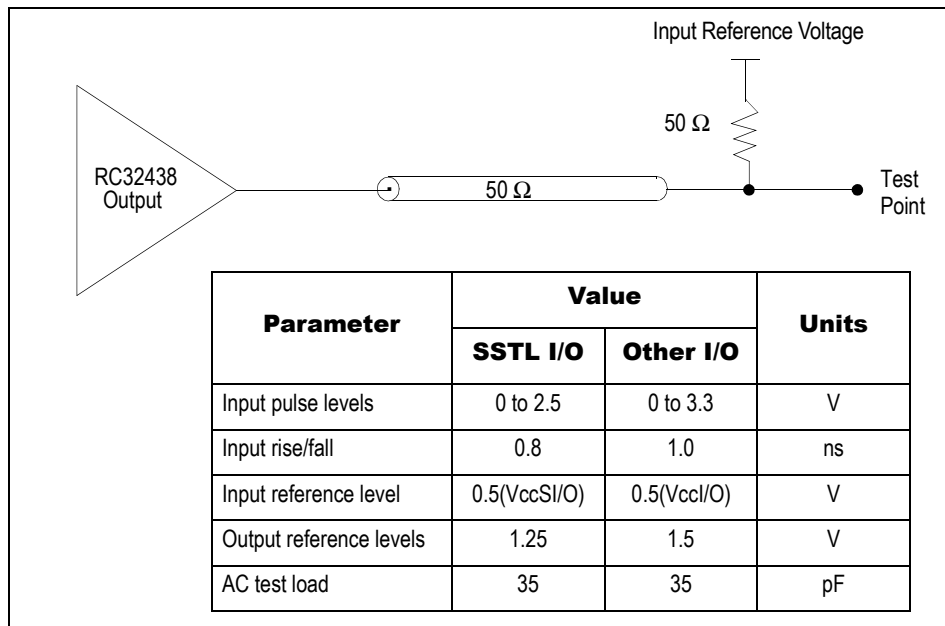 Input Reference Voltage
50 Ω
RC32438
Output
50 Ω
Test
Point
Parameter Value Units
SSTL I/O Other I/O
Input pulse levels 0 to 2.5 0 to 3.3 V
Input rise/fall 0.8 1.0 ns
Input reference level 0.5(VccSI/O) 0.5(VccI/O) V
Output reference levels 1.25 1.5 V
AC test load 35 35 pF